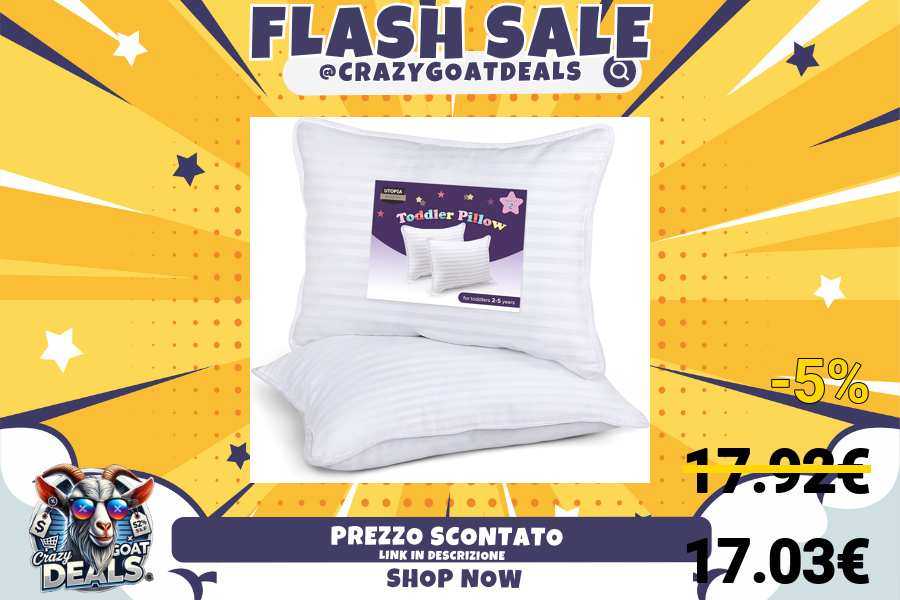 FLASH SALE
@CRAZYGOATDEALS
UTOPIA
Toddler Pillow
2
for toddlers 2-5 years
-5%
17.92€
17.03€
PREZZO SCONTATO
LINK IN DESCRIZIONE
SHOP NOW
$
52%
Crazy
GOAT
DEALS